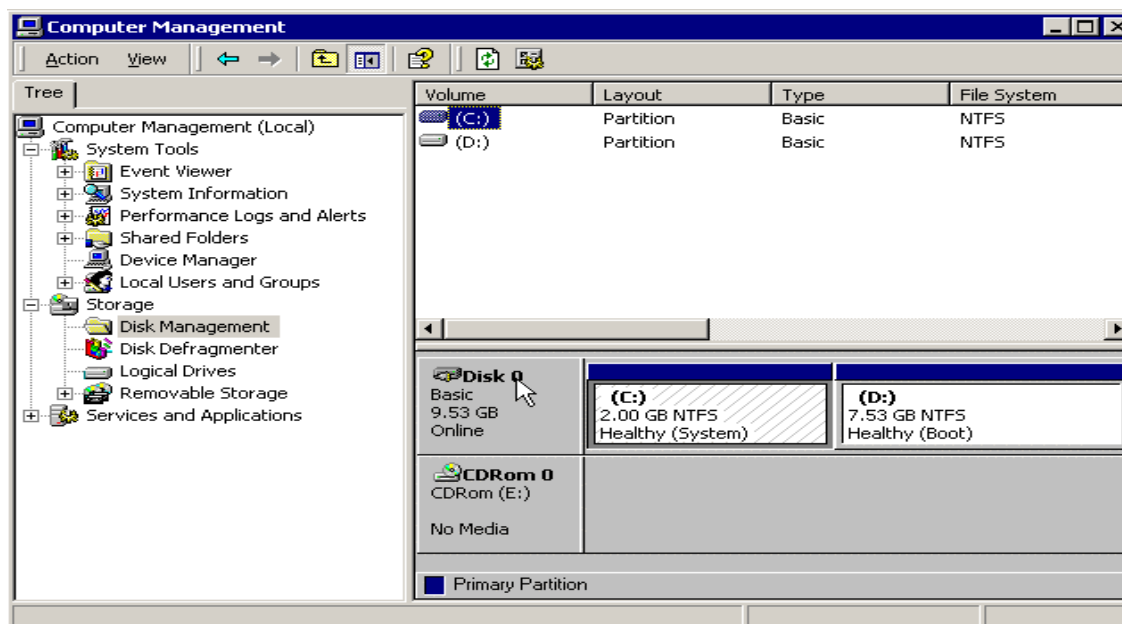 Computer Management
Action View
Tree
Computer Management (Local)
System Tools
Event Viewer
System Information
Performance Logs and Alerts
Shared Folders
Device Manager
Local Users and Groups
Storage
Disk Management
Disk Defragmenter
Logical Drives
Removable Storage
Services and Applications
Volume Layout Type File System
(C:) Partition Basic NTFS
(D:) Partition Basic NTFS
Disk 0
Basic
9.53 GB
Online
(C:)
2.00 GB NTFS
Healthy (System)
(D:)
7.53 GB NTFS
Healthy (Boot)
CDRom 0
CDRom (E:)
No Media
Primary Partition